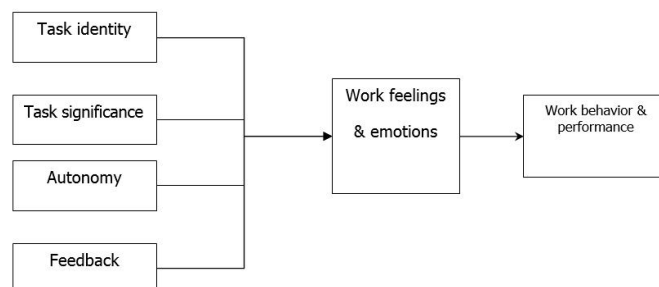 Task identity
Task significance
Autonomy
Feedback
Work feelings
& emotions
Work behavior &
performance